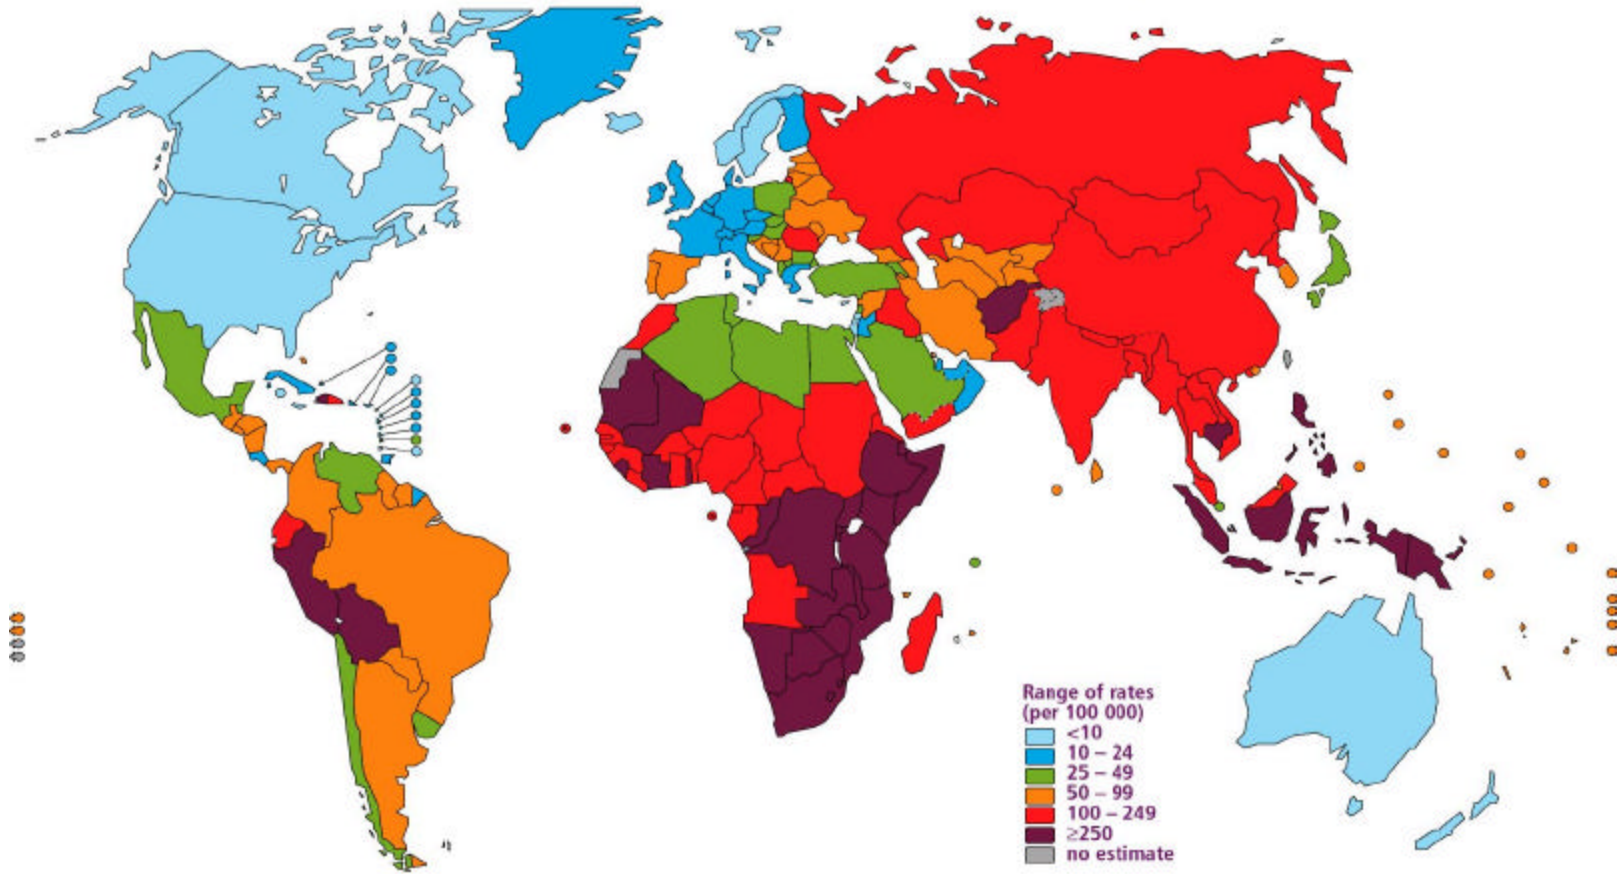 Range of rates
(per 100 000)
<10
10 – 24
25 – 49
50 – 99
100 – 249
≥250
no estimate